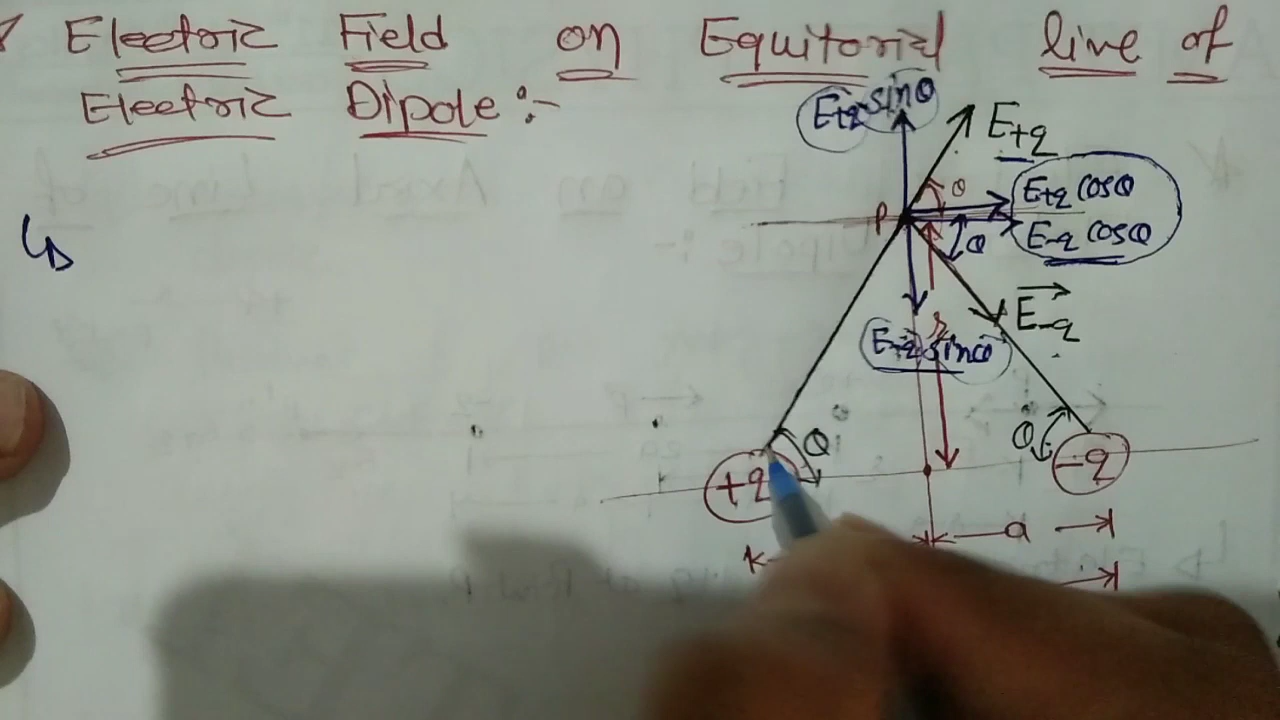 Electric Field on Equitorial line of
Electric Dipole :-
E+q sinθ
E+q
E+q cosθ
E-q cosθ
P
θ
θ
E-q
r
E-q sinθ
θ
θ
+q
-q
a